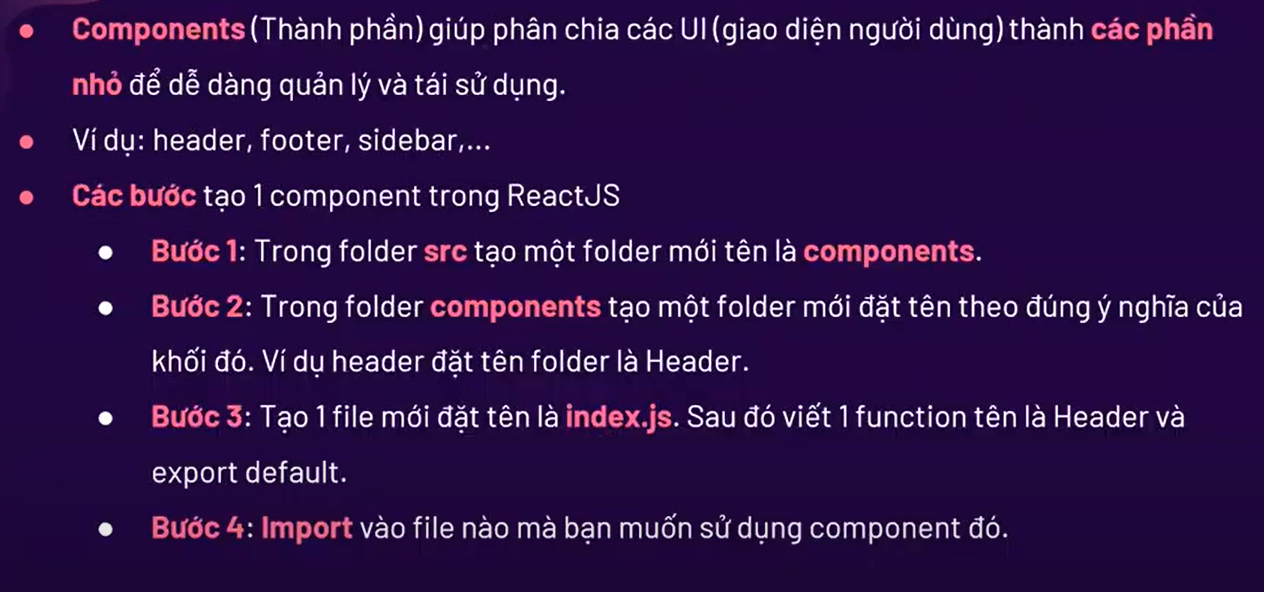 Components (Thành phần) giúp phân chia các UI (giao diện người dùng) thành các phần
nhỏ để dễ dàng quản lý và tái sử dụng.
Ví dụ: header, footer, sidebar,...
Các bước tạo 1 component trong ReactJS
Bước 1: Trong folder src tạo một folder mới tên là components.
Bước 2: Trong folder components tạo một folder mới đặt tên theo đúng ý nghĩa của
khối đó. Ví dụ header đặt tên folder là Header.
Bước 3: Tạo 1 file mới đặt tên là index.js. Sau đó viết 1 function tên là Header và
export default.
Bước 4: Import vào file nào mà bạn muốn sử dụng component đó.